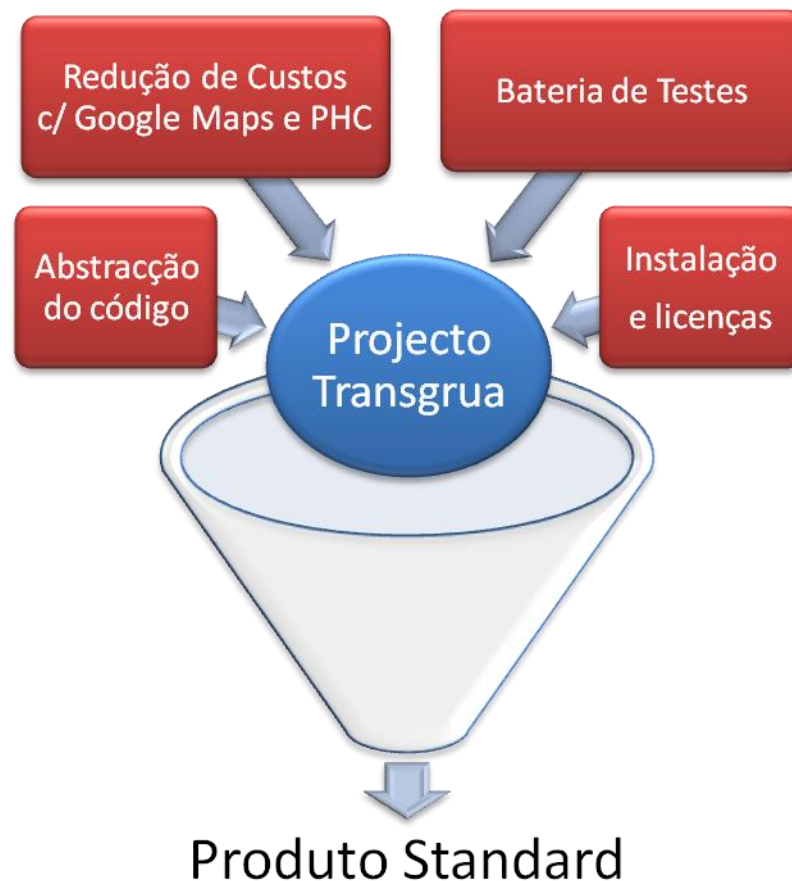 Redução de Custos
c/ Google Maps e PHC
Bateria de Testes
Abstracção
do código
Instalação
e licenças
Projecto
Transgrua
Produto Standard